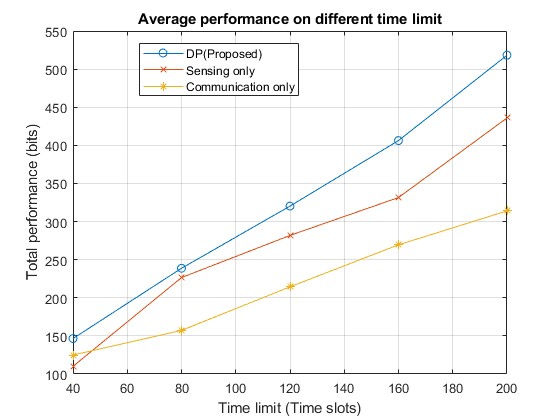 Average performance on different time limit
DP(Proposed)
Sensing only
Communication only
Total performance (bits)
550
500
450
400
350
300
250
200
150
100
40 60 80 100 120 140 160 180 200
Time limit (Time slots)